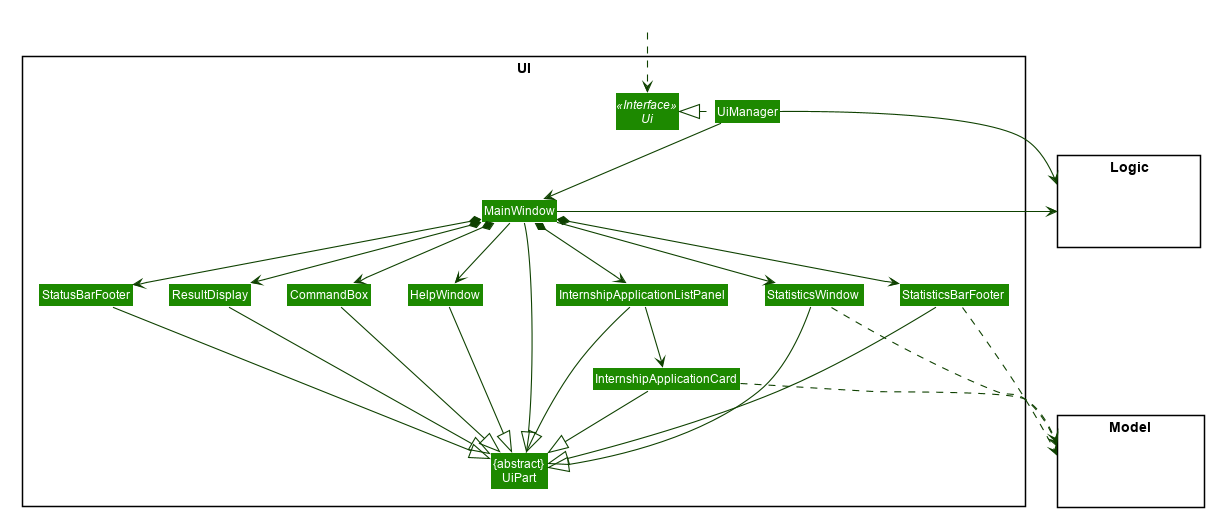 UI
«Interface»
Ui
UiManager
Logic
MainWindow
StatusBarFooter
ResultDisplay
CommandBox
HelpWindow
InternshipApplicationListPanel
StatisticsWindow
StatisticsBarFooter
InternshipApplicationCard
Model
{abstract}
UiPart